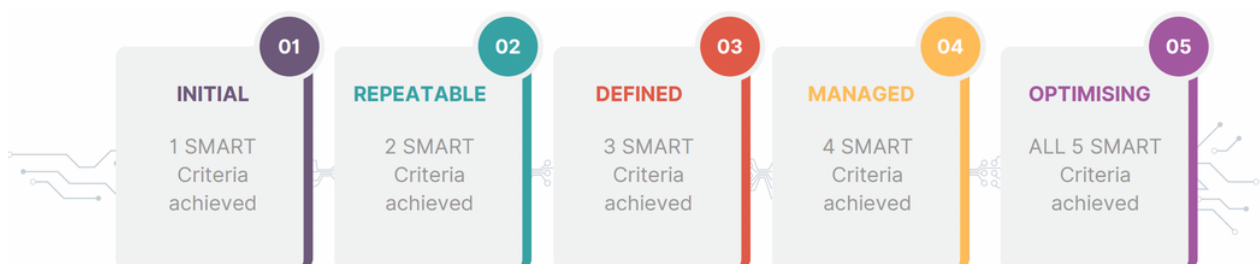 01
INITIAL
1 SMART
Criteria
achieved
02
REPEATABLE
2 SMART
Criteria
achieved
03
DEFINED
3 SMART
Criteria
achieved
04
MANAGED
4 SMART
Criteria
achieved
05
OPTIMISING
ALL 5 SMART
Criteria
achieved